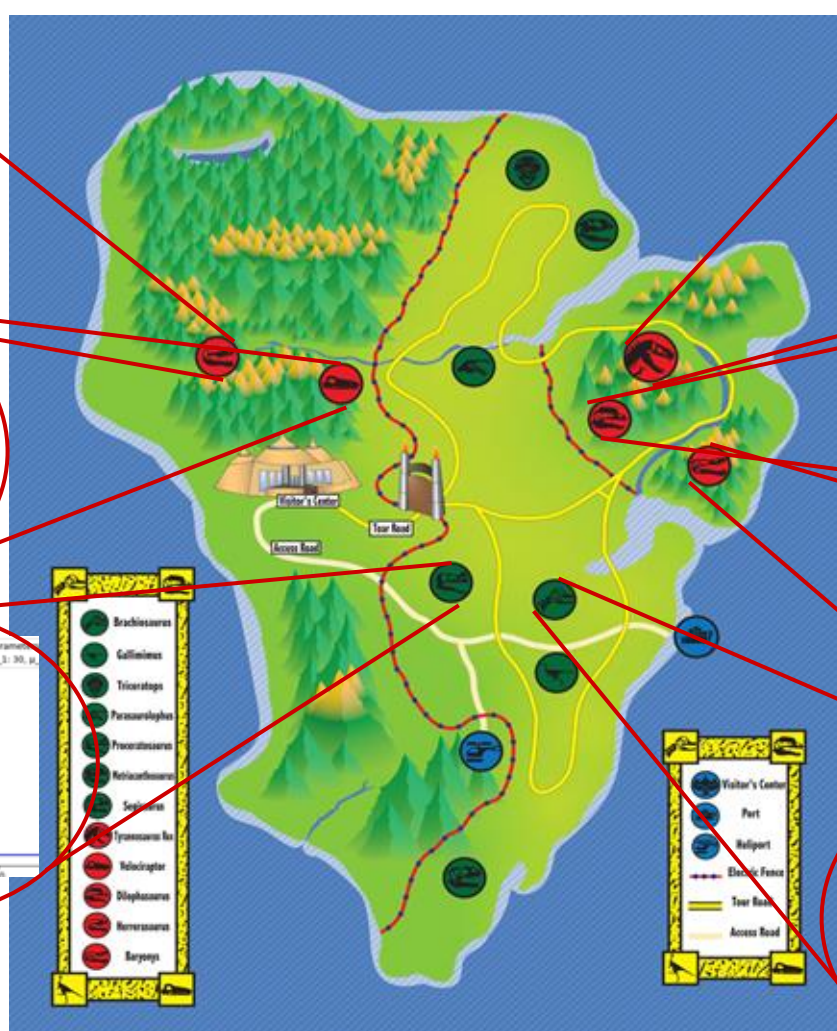 Visitor's Center
Tour Road
Access Road
Brachiosaurus
Gallimimus
Triceratops
Parasaurolophus
Proceratosaurus
Metriacanthosaurus
Segisaurus
Tyrannosaurus Rex
Velociraptor
Dilophosaurus
Herrerasaurus
Baryonyx
Visitor's Center
Port
Heliport
Electric Fence
Tour Road
Access Road